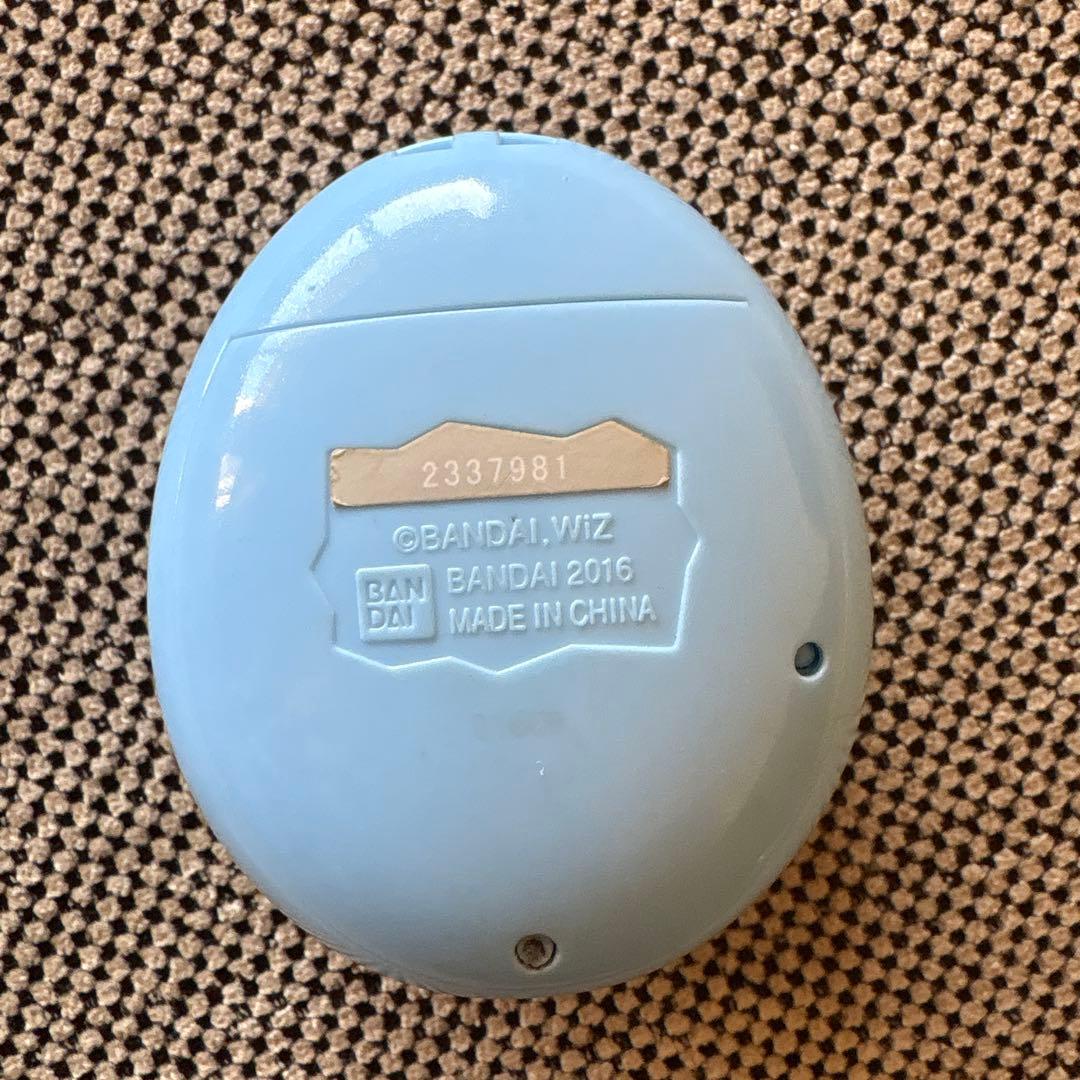 2337981
©BANDAI, WiZ
BAN
DAI
BANDAI 2016
MADE IN CHINA